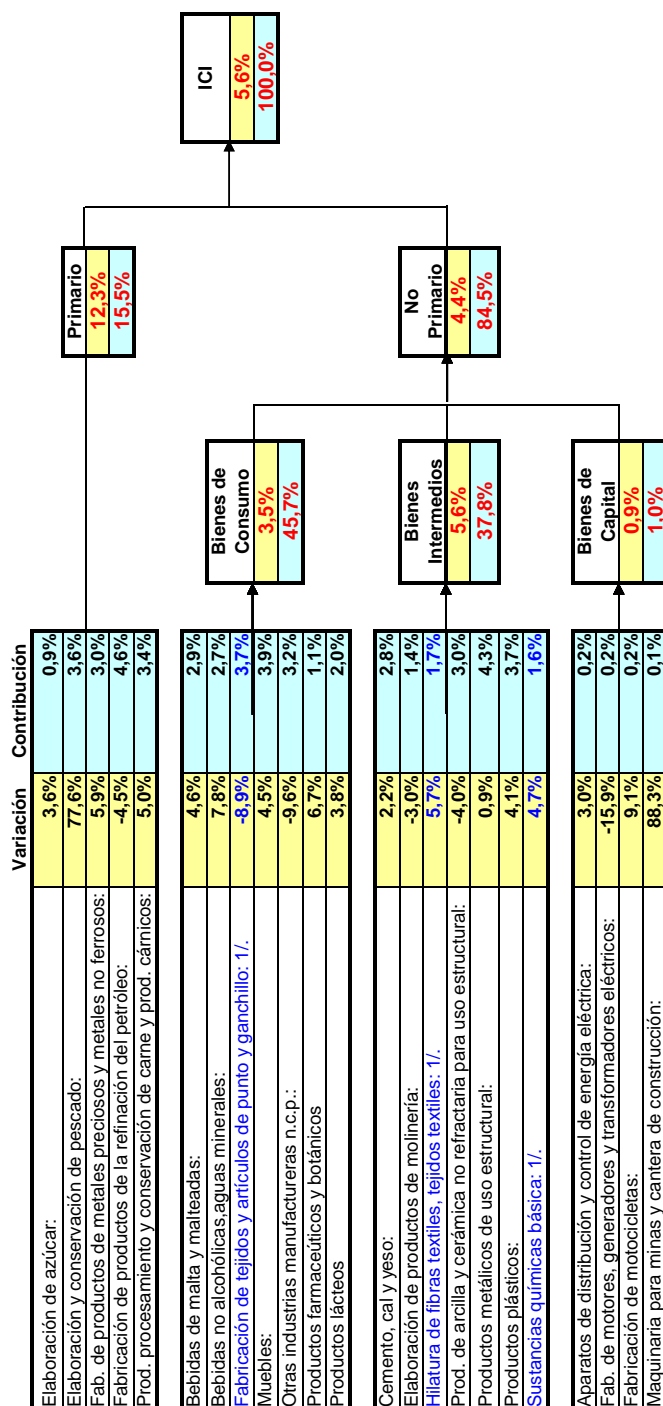 Variación Contribución
Elaboración de azúcar: 3,6% 0,9%
Elaboración y conservación de pescado: 77,6% 3,6%
Fab. de productos de metales preciosos y metales no ferrosos: 5,9% 3,0%
Fabricación de productos de la refinación del petróleo: -4,5% 4,6%
Prod. procesamiento y conservación de carne y prod. cárnicos: 5,0% 3,4%
Primario
12,3%
15,5%
ICI
5,6%
100,0%
Bebidas de malta y malteadas: 4,6% 2,9%
Bebidas no alcohólicas,aguas minerales: 7,8% 2,7%
Fabricación de tejidos y artículos de punto y ganchillo: 1/. -8,9% 3,7%
Muebles: 4,5% 3,9%
Otras industrias manufactureras n.c.p.: -9,6% 3,2%
Productos farmaceúticos y botánicos 6,7% 1,1%
Productos lácteos 3,8% 2,0%
Bienes de
Consumo
3,5%
45,7%
Cemento, cal y yeso: 2,2% 2,8%
Elaboración de productos de molinería: -3,0% 1,4%
Hilatura de fibras textiles, tejidos textiles: 1/. 5,7% 1,7%
Prod. de arcilla y cerámica no refractaria para uso estructural: -4,0% 3,0%
Productos metálicos de uso estructural: 0,9% 4,3%
Productos plásticos: 4,1% 3,7%
Sustancias químicas básica: 1/. 4,7% 1,6%
Bienes
Intermedios
5,6%
37,8%
No
Primario
4,4%
84,5%
Aparatos de distribución y control de energía eléctrica: 3,0% 0,2%
Fab. de motores, generadores y transformadores eléctricos: -15,9% 0,2%
Fabricación de motocicletas: 9,1% 0,2%
Maquinaria para minas y cantera de construcción: 88,3% 0,1%
Bienes de
Capital
0,9%
1,0%